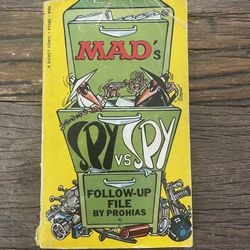 MAD's
SPY VS SPY
FOLLOW-UP
FILE
BY PROHIAS
A SIGNET COMIC